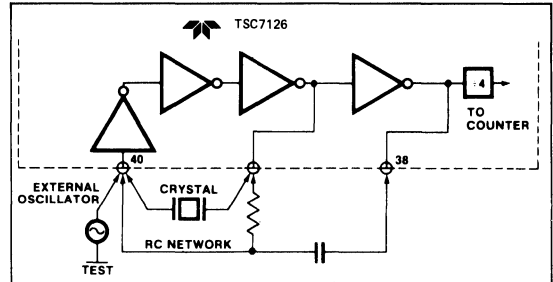 TSC7126
÷4
TO
COUNTER
40
38
EXTERNAL
OSCILLATOR
CRYSTAL
RC NETWORK
TEST